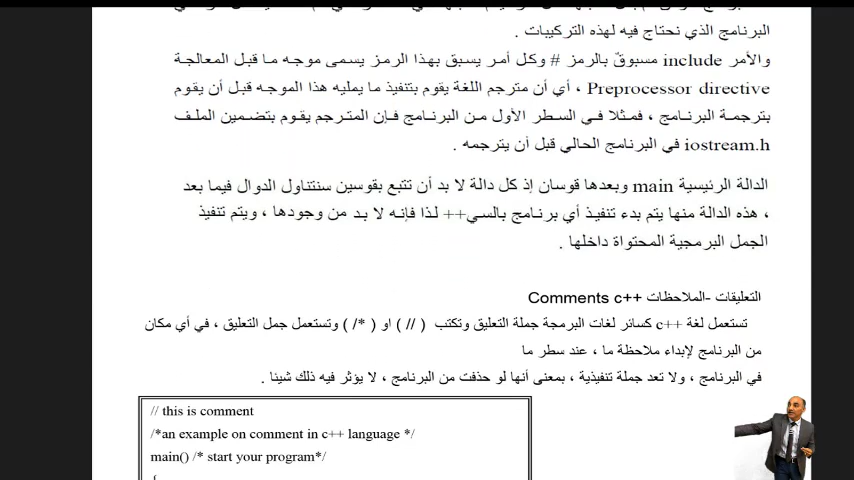 البرنامج الذي نحتاج فيه لهذه التركيبات .
والأمر include مسبوقٌ بالرمز # وكل أمر يسبق بهذا الرمز يسمى موجه ما قبل المعالجة
Preprocessor directive ، أي أن مترجم اللغة يقوم بتنفيذ ما يمليه هذا الموجه قبل أن يقوم
بترجمة البرنامج ، فمثلا في السطر الأول من البرنامج فإن المترجم يقوم بتضمين الملف
iostream.h في البرنامج الحالي قبل أن يترجمه .
الدالة الرئيسية main وبعدها قوسان إذ كل دالة لا بد أن تتبع بقوسين سنتناول الدوال فيما بعد
، هذه الدالة منها يتم بدء تنفيذ أي برنامج بالسي++ لذا فإنه لا بد من وجودها ، ويتم تنفيذ
الجمل البرمجية المحتواة داخلها .
التعليقات -الملاحظات Comments c++
تستعمل لغة c++ كسائر لغات البرمجة جملة التعليق وتكتب ( // ) او ( */ ) وتستعمل جمل التعليق ، في أي مكان
من البرنامج لإبداء ملاحظة ما ، عند سطر ما
في البرنامج ، ولا تعد جملة تنفيذية ، بمعنى أنها لو حذفت من البرنامج ، لا يؤثر فيه ذلك شيئا .
// this is comment
/*an example on comment in c++ language */
main() /* start your program*/
{